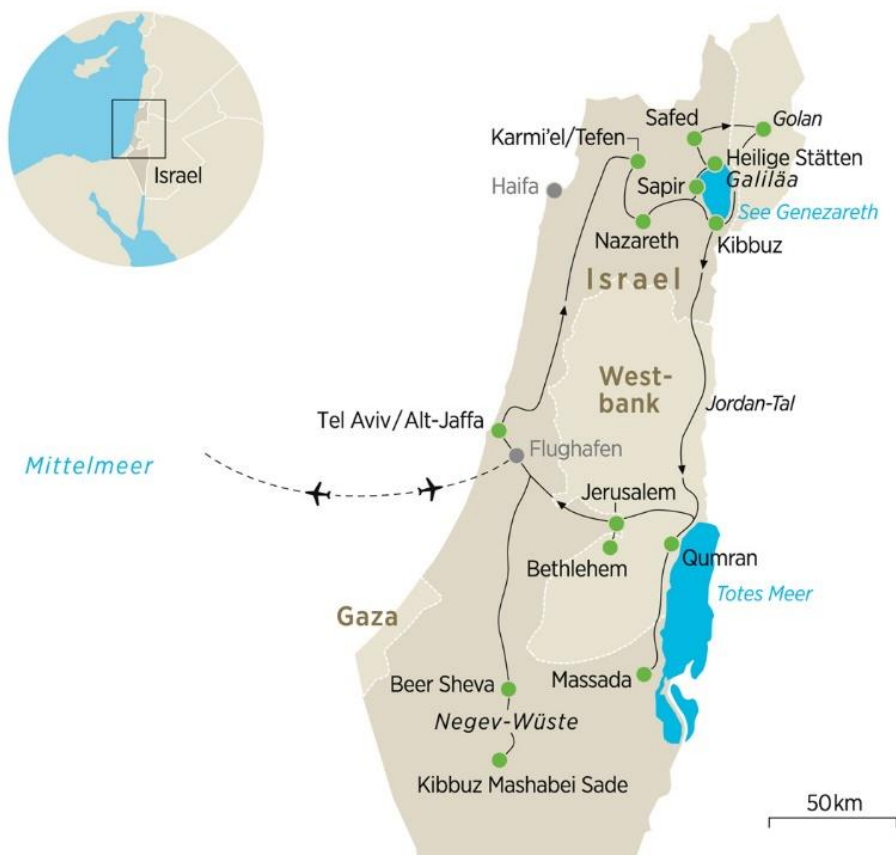 Israel
Safed
Golan
Karmi'el/Tefen
Heilige Stätten
Haifa
Sapir
Galiläa
See Genezareth
Nazareth
Kibbuz
Israel
West-
bank
Jordan-Tal
Tel Aviv/Alt-Jaffa
Flughafen
Mittelmeer
Jerusalem
Bethlehem
Qumran
Totes Meer
Gaza
Beer Sheva
Massada
Negev-Wüste
Kibbuz Mashabei Sade
50 km